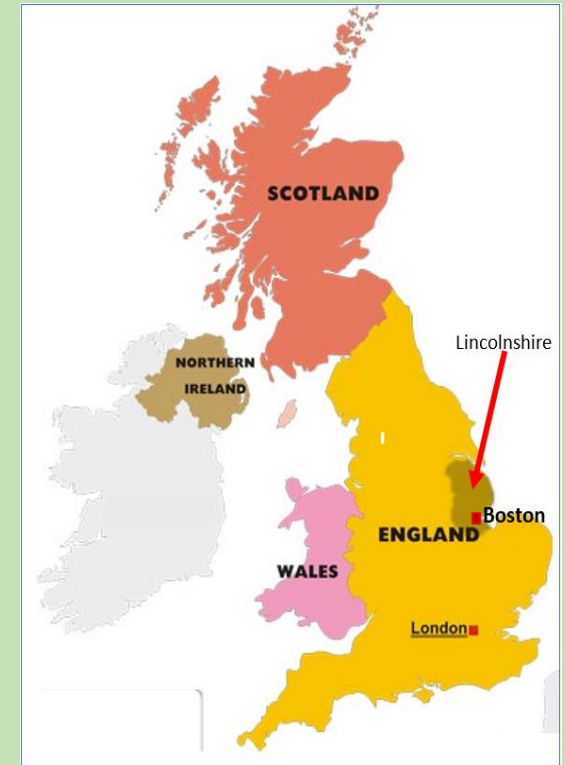 SCOTLAND
Lincolnshire
NORTHERN
IRELAND
Boston
ENGLAND
WALES
London